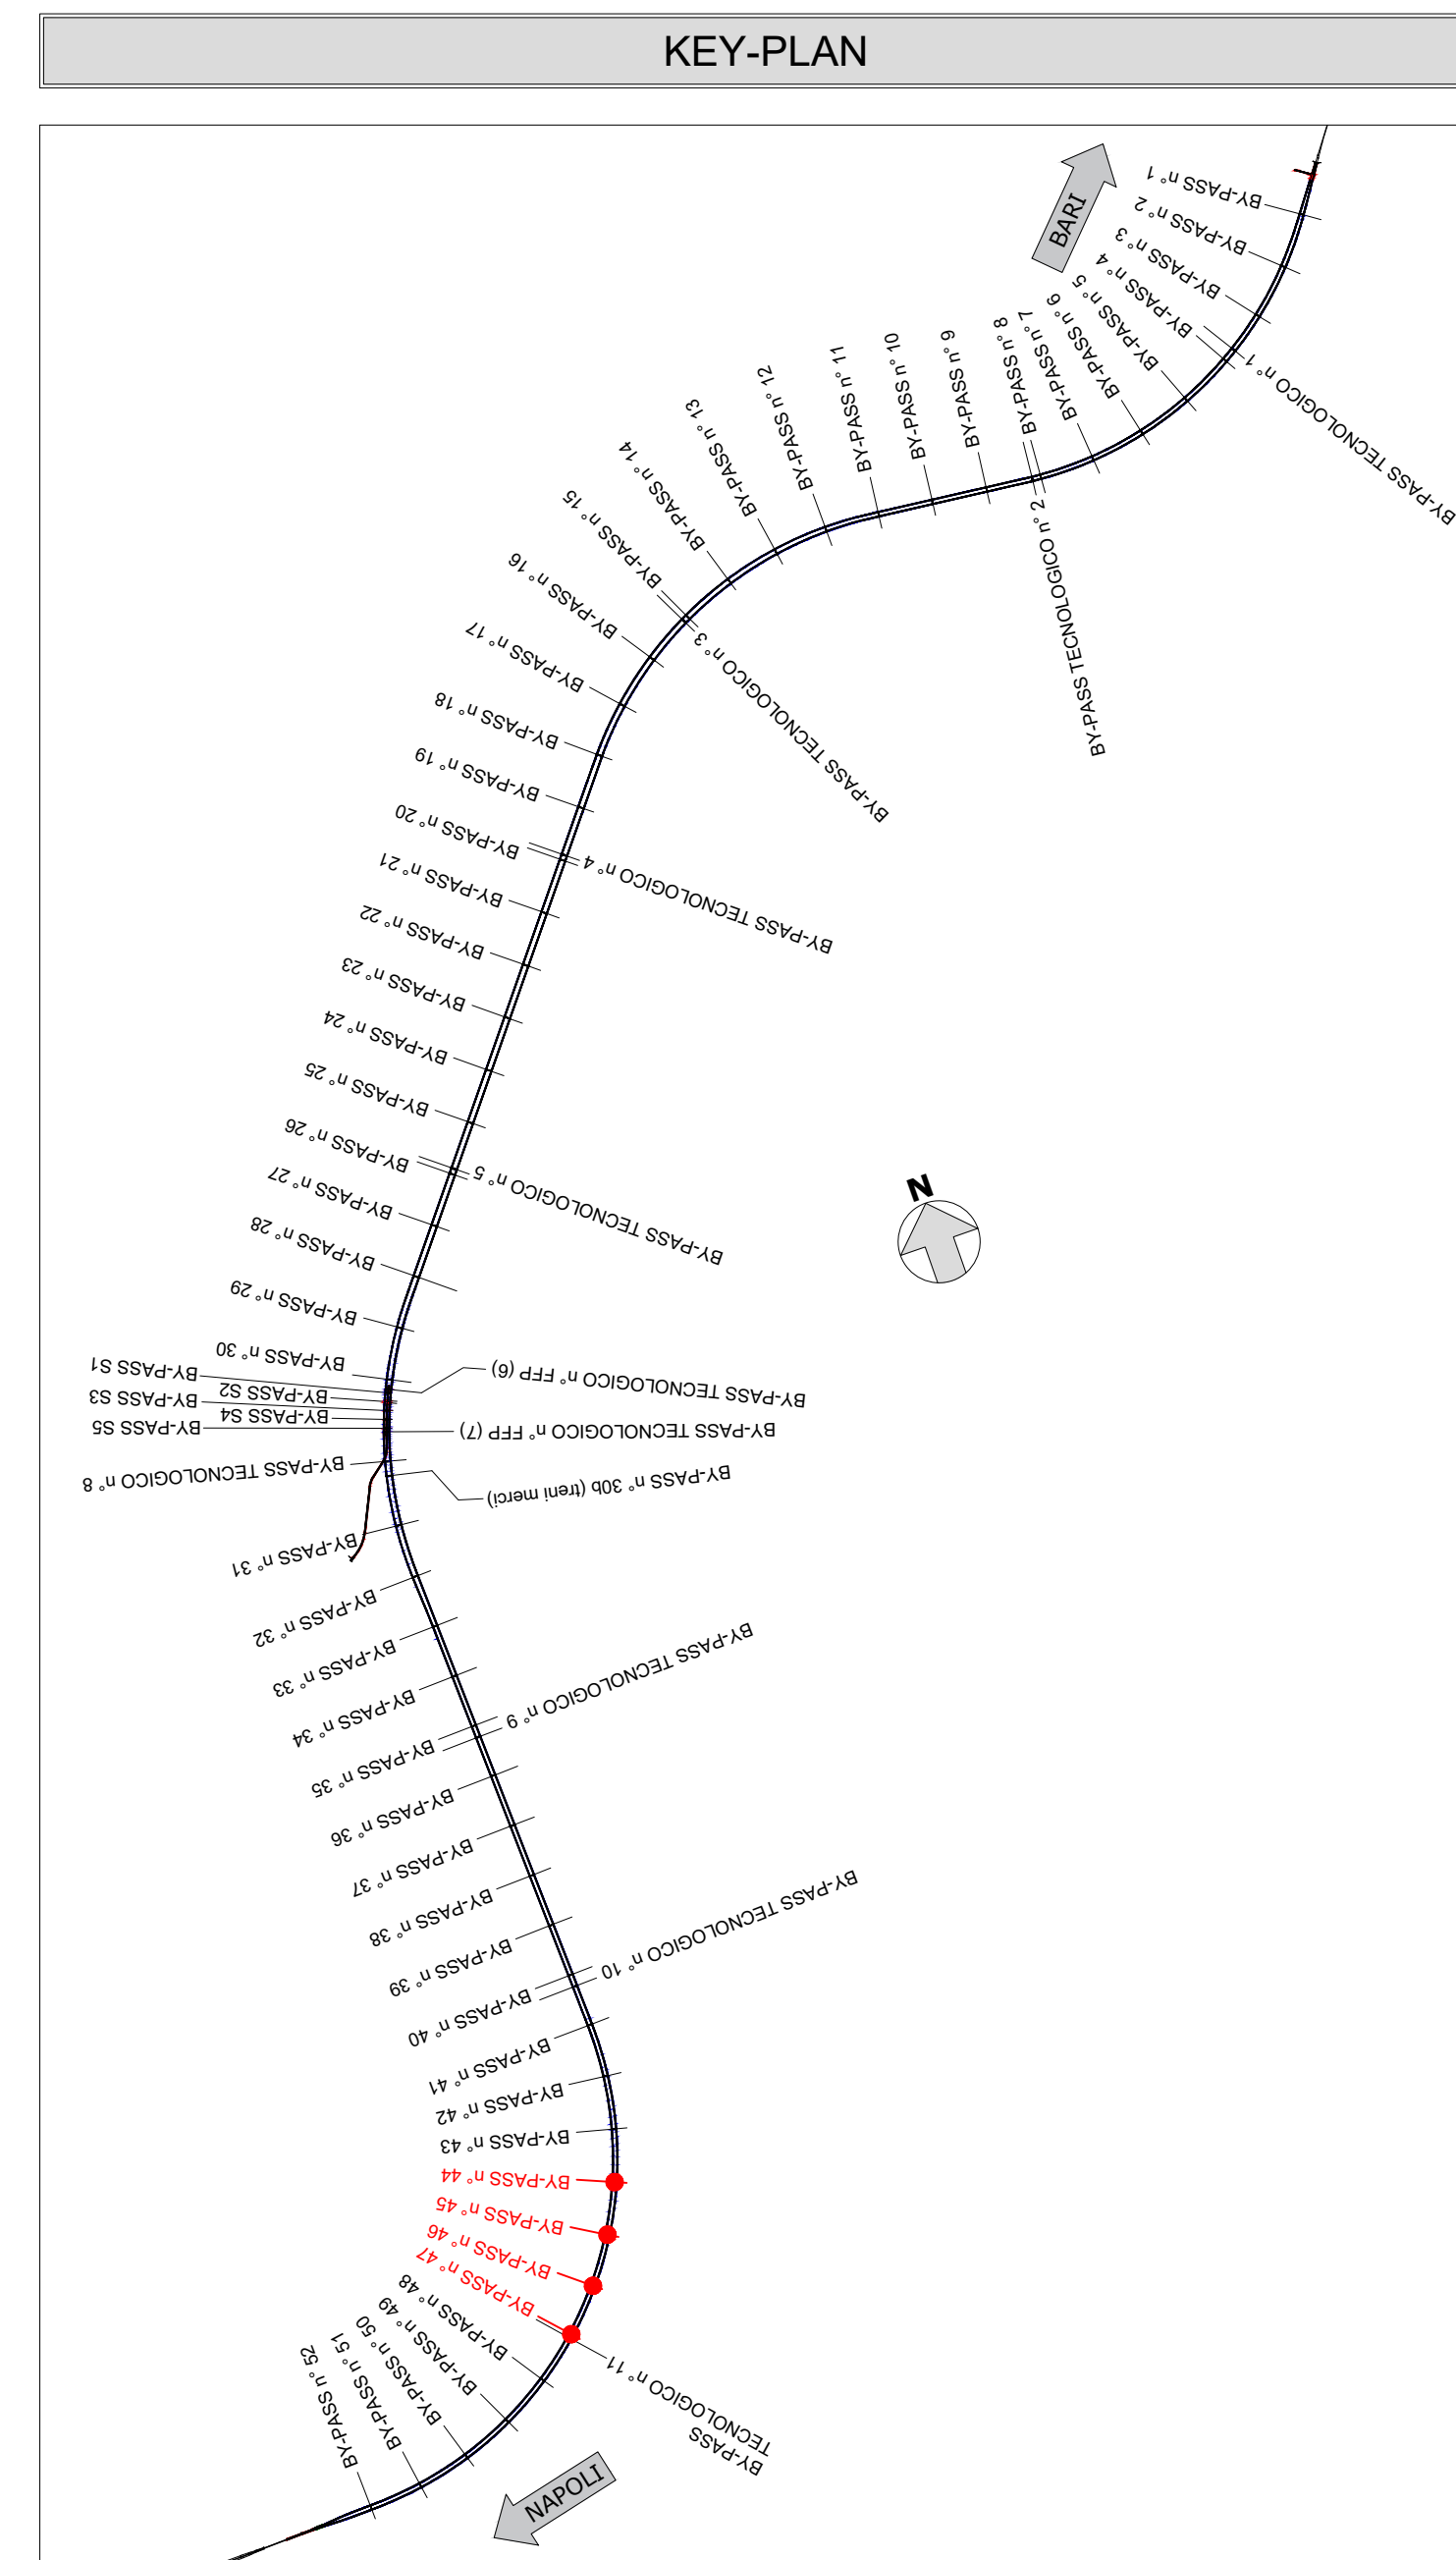 KEY-PLAN
BARI
BY-PASS n° 1
BY-PASS n° 2
BY-PASS n° 3
BY-PASS n° 4
BY-PASS TECNOLOGICO n° 1
BY-PASS n° 5
BY-PASS n° 6
BY-PASS n° 7
BY-PASS n° 8
BY-PASS TECNOLOGICO n° 2
BY-PASS n° 9
BY-PASS n° 10
BY-PASS n° 11
BY-PASS n° 12
BY-PASS n° 13
BY-PASS n° 14
BY-PASS n° 15
BY-PASS TECNOLOGICO n° 3
BY-PASS n° 16
BY-PASS n° 17
BY-PASS n° 18
BY-PASS n° 19
BY-PASS n° 20
BY-PASS TECNOLOGICO n° 4
BY-PASS n° 21
BY-PASS n° 22
BY-PASS n° 23
BY-PASS n° 24
BY-PASS n° 25
BY-PASS n° 26
BY-PASS TECNOLOGICO n° 5
N
BY-PASS n° 27
BY-PASS n° 28
BY-PASS n° 29
BY-PASS n° 30
BY-PASS S1
BY-PASS TECNOLOGICO n° FFP (6)
BY-PASS S2
BY-PASS S3
BY-PASS S4
BY-PASS S5
BY-PASS TECNOLOGICO n° FFP (7)
BY-PASS TECNOLOGICO n° 8
BY-PASS n° 30b (treni merci)
BY-PASS n° 31
BY-PASS n° 32
BY-PASS n° 33
BY-PASS n° 34
BY-PASS n° 35
BY-PASS TECNOLOGICO n° 9
BY-PASS n° 36
BY-PASS n° 37
BY-PASS n° 38
BY-PASS n° 39
BY-PASS n° 40
BY-PASS TECNOLOGICO n° 10
BY-PASS n° 41
BY-PASS n° 42
BY-PASS n° 43
BY-PASS n° 44
BY-PASS n° 45
BY-PASS n° 46
BY-PASS n° 47
BY-PASS
TECNOLOGICO n° 11
BY-PASS n° 48
BY-PASS n° 49
BY-PASS n° 50
BY-PASS n° 51
BY-PASS n° 52
NAPOLI